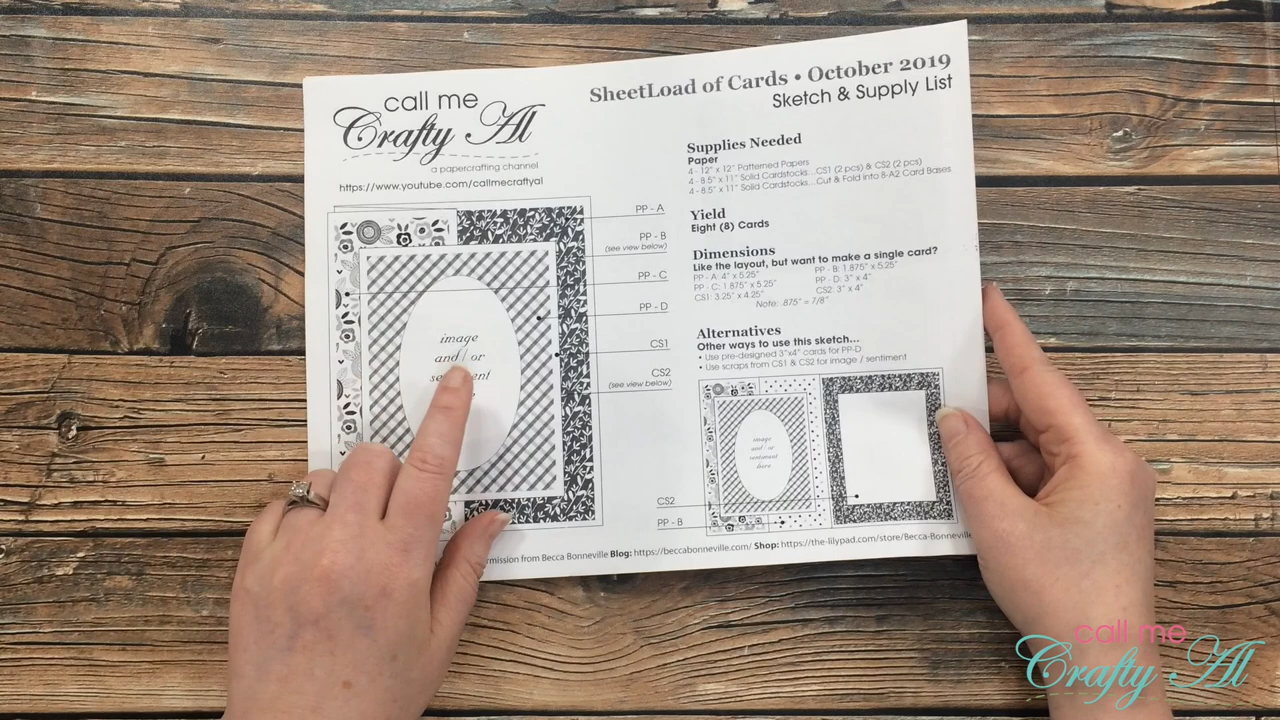 call me
Crafty Al
a papercrafting channel
https://www.youtube.com/callmecraftyal
SheetLoad of Cards • October 2019
Sketch & Supply List
PP - A
PP - B
(see view below)
PP - C
PP - D
CS1
CS2
(see view below)
image
and / or
Supplies Needed
Paper
4 - 12" x 12" Patterned Papers
4 - 8.5" x 11" Solid Cardstocks...CS1 (2 pcs) & CS2 (2 pcs)
4 - 8.5" x 11" Solid Cardstocks...Cut & Fold into 8-A2 Card Bases
Yield
Eight (8) Cards
Dimensions
Like the layout, but want to make a single card?
PP - A: 4" x 5.25" PP - B: 1.875" x 5.25"
PP - C: 1.875" x 5.25" PP - D: 3" x 4"
CS1: 3.25" x 4.25" CS2: 3" x 4"
Note: .875" = 7/8"
Alternatives
Other ways to use this sketch...
• Use pre-designed 3"x4" cards for PP-D
• Use scraps from CS1 & CS2 for image / sentiment
image
and / or
sentiment
here
CS2
PP - B
from Becca Bonneville Blog: https://beccabonneville.com/ Shop: https://the-lilypad.com/store/Becca-Bonneville
call me
Crafty Al